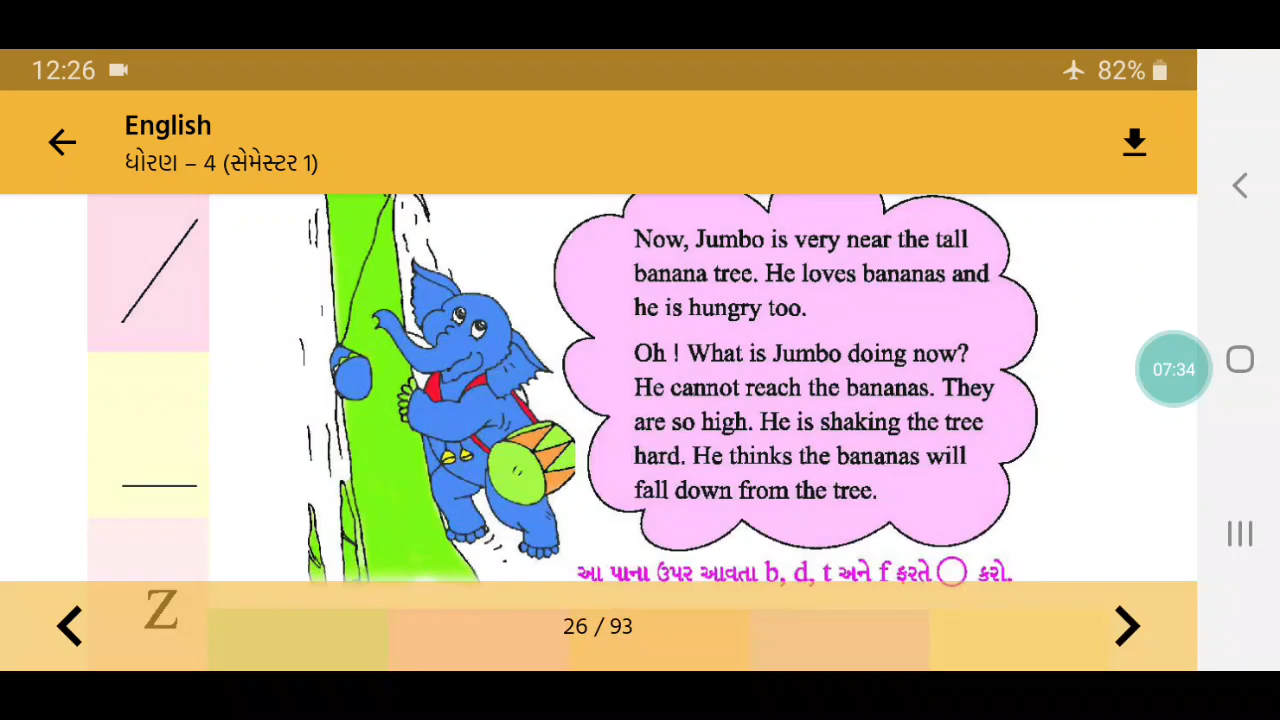 12:26
82%
English
ધોરણ – 4 (સેમેસ્ટર 1)
Now, Jumbo is very near the tall
banana tree. He loves bananas and
he is hungry too.
Oh ! What is Jumbo doing now?
He cannot reach the bananas. They
are so high. He is shaking the tree
hard. He thinks the bananas will
fall down from the tree.
07:34
આ પાના ઉપર આવતા b, d, t અને f ફરતે ◯ કરો.
Z
26 / 93